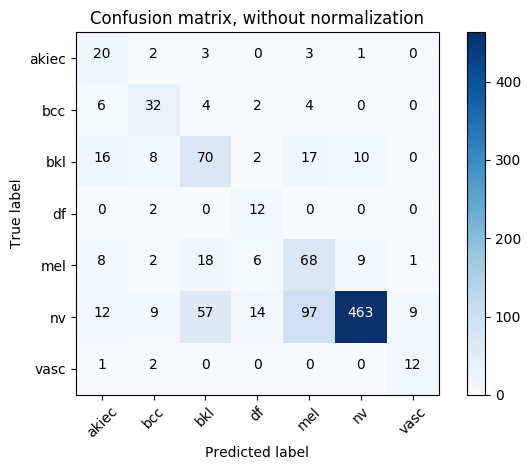 Confusion matrix, without normalization
akiec 20 2 3 0 3 1 0
bcc 6 32 4 2 4 0 0
bkl 16 8 70 2 17 10 0
df 0 2 0 12 0 0 0
mel 8 2 18 6 68 9 1
nv 12 9 57 14 97 463 9
vasc 1 2 0 0 0 0 12
akiec bcc bkl df mel nv vasc
True label
Predicted label
400
300
200
100
0